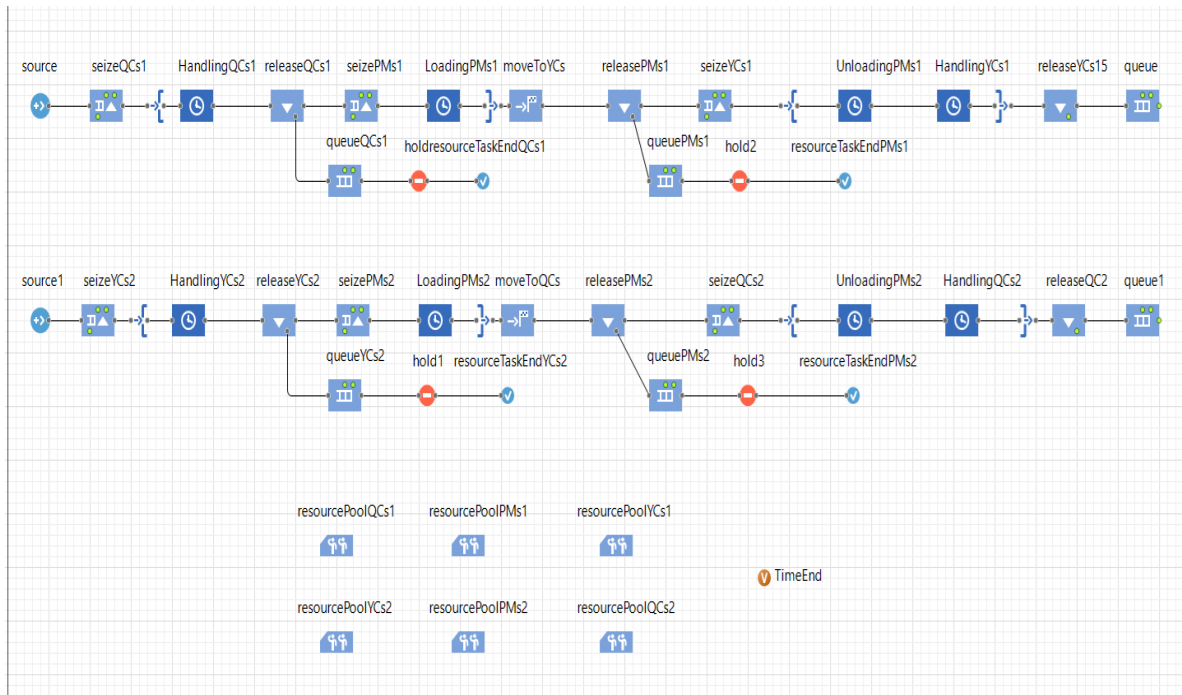 source seizeQCs1 HandlingQCs1 releaseQCs1 seizePMs1 LoadingPMs1 moveToYCs releasePMs1 seizeYCs1 UnloadingPMs1 HandlingYCs1 releaseYCs15 queue
queueQCs1 holdresourceTaskEndQCs1 queuePMs1 hold2 resourceTaskEndPMs1
source1 seizeYCs2 HandlingYCs2 releaseYCs2 seizePMs2 LoadingPMs2 moveToQCs releasePMs2 seizeQCs2 UnloadingPMs2 HandlingQCs2 releaseQC2 queue1
queueYCs2 hold1 resourceTaskEndYCs2 queuePMs2 hold3 resourceTaskEndPMs2
resourcePoolQCs1 resourcePoolPMs1 resourcePoolYCs1
V TimeEnd
resourcePoolYCs2 resourcePoolPMs2 resourcePoolQCs2